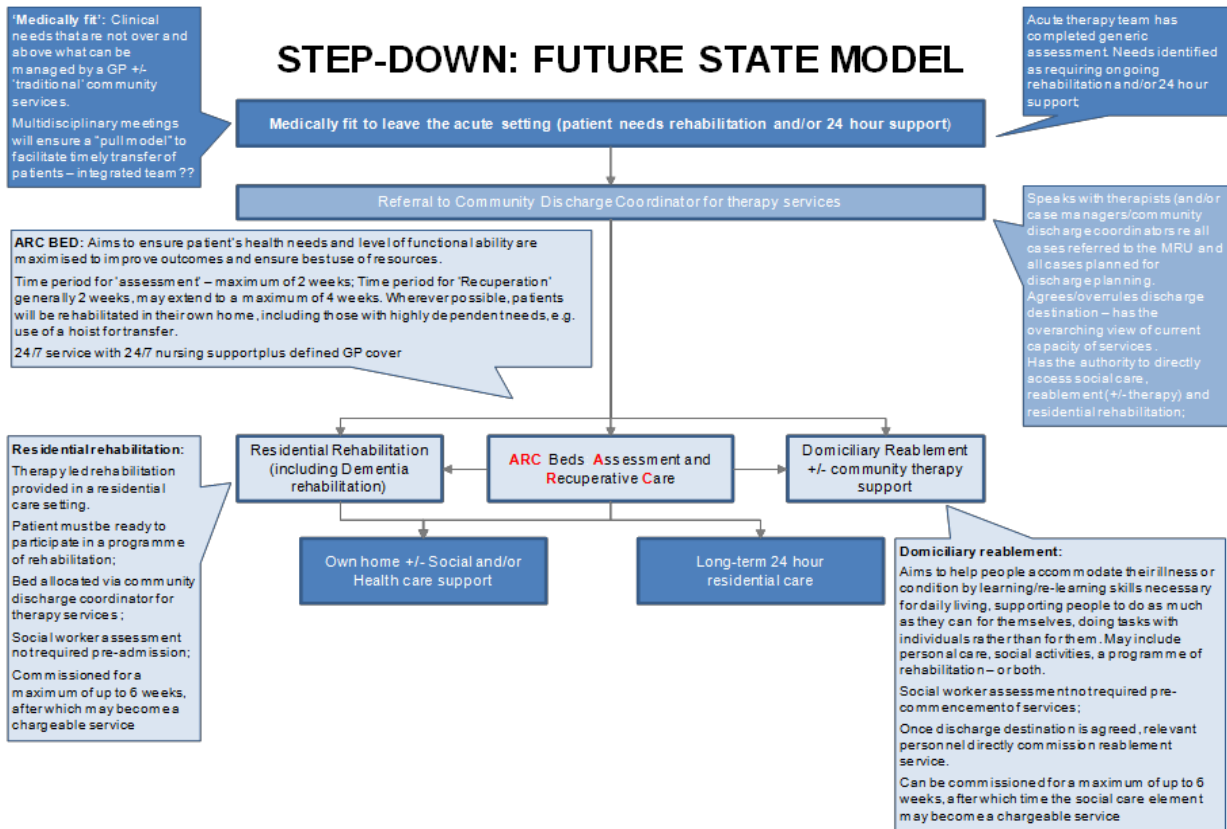 'Medically fit': Clinical
needs that are not over and
above what can be
managed by a GP +/-
'traditional' community
services.
Multidisciplinary meetings
will ensure a "pull model" to
facilitate timely transfer of
patients – integrated team??
STEP-DOWN: FUTURE STATE MODEL
Acute therapy team has
completed generic
assessment. Needs identified
as requiring ongoing
rehabilitation and/or 24 hour
support;
Medically fit to leave the acute setting (patient needs rehabilitation and/or 24 hour support)
Referral to Community Discharge Coordinator for therapy services
Speaks with therapists (and/or
case managers/community
discharge coordinators re all
cases referred to the MRU and
all cases planned for
discharge planning.
Agrees/overrules discharge
destination – has the
overarching view of current
capacity of services.
Has the authority to directly
access social care,
reablement (+/- therapy) and
residential rehabilitation;
ARC BED: Aims to ensure patient's health needs and level of functional ability are
maximised to improve outcomes and ensure best use of resources.
Time period for 'assessment' – maximum of 2 weeks; Time period for 'Recuperation'
generally 2 weeks, may extend to a maximum of 4 weeks. Wherever possible, patients
will be rehabilitated in their own home, including those with highly dependent needs, e.g.
use of a hoist for transfer.
24/7 service with 24/7 nursing support plus defined GP cover
Residential rehabilitation:
Therapy led rehabilitation
provided in a residential
care setting.
Patient must be ready to
participate in a programme
of rehabilitation;
Bed allocated via community
discharge coordinator for
therapy services;
Social worker assessment
not required pre-admission;
Commissioned for a
maximum of up to 6 weeks,
after which may become a
chargeable service
Residential Rehabilitation
(including Dementia
rehabilitation)
ARC Beds Assessment and
Recuperative Care
Domiciliary Reablement
+/- community therapy
support
Own home +/- Social and/or
Health care support
Long-term 24 hour
residential care
Domiciliary reablement:
Aims to help people accommodate their illness or
condition by learning/re-learning skills necessary
for daily living, supporting people to do as much
as they can for themselves, doing tasks with
individuals rather than for them. May include
personal care, social activities, a programme of
rehabilitation – or both.
Social worker assessment not required pre-
commencement of services;
Once discharge destination is agreed, relevant
personnel directly commission reablement
service.
Can be commissioned for a maximum of up to 6
weeks, after which time the social care element
may become a chargeable service